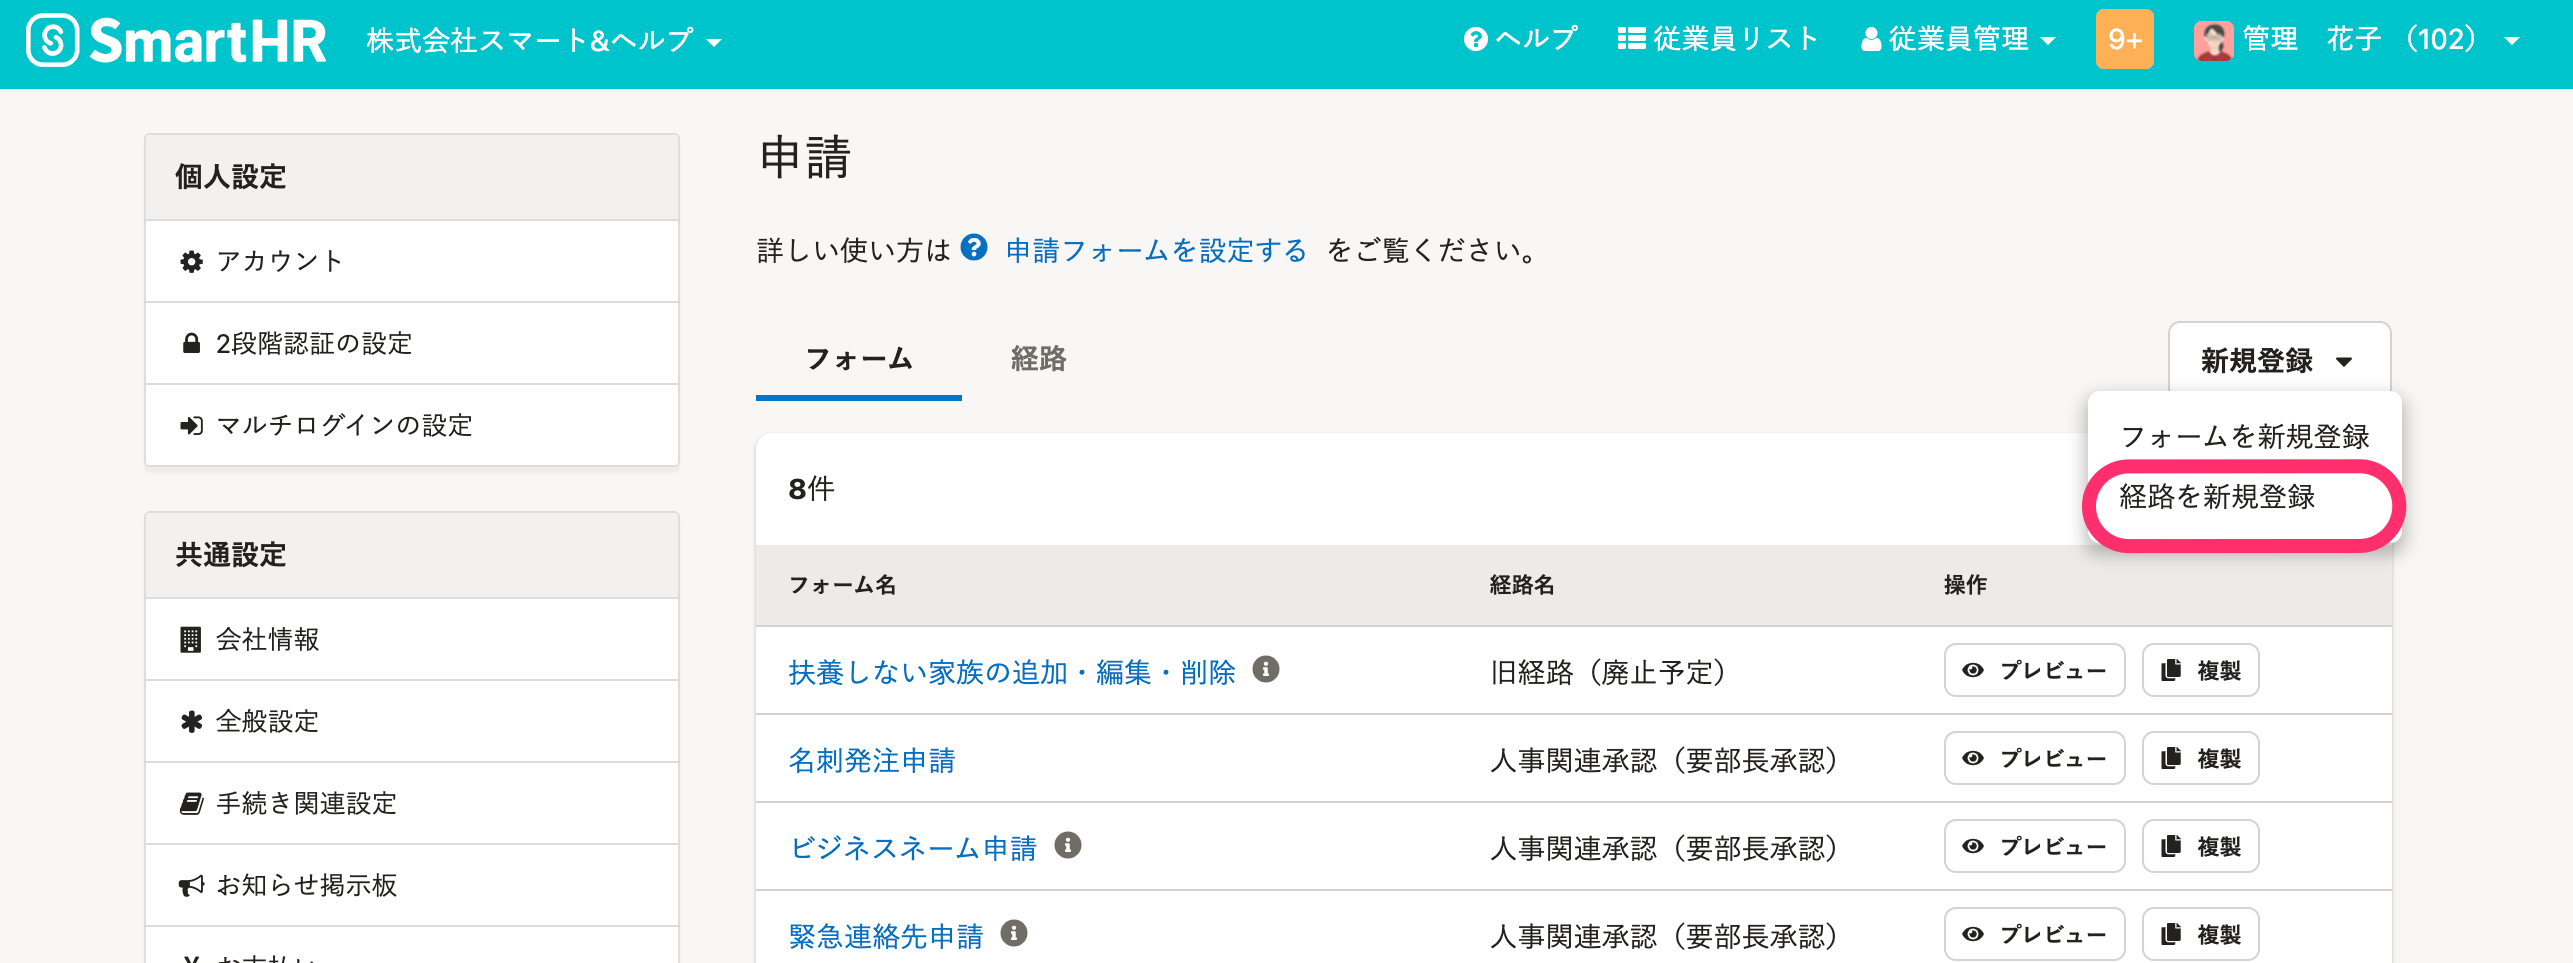 SmartHR 株式会社スマート&ヘルプ ヘルプ 従業員リスト 従業員管理 9+ 管理 花子 （102）
個人設定
アカウント
2段階認証の設定
マルチログインの設定
共通設定
会社情報
全般設定
手続き関連設定
お知らせ掲示板
申請
詳しい使い方は 申請フォームを設定する をご覧ください。
フォーム 経路
新規登録
フォームを新規登録
経路を新規登録
8件
フォーム名 経路名 操作
扶養しない家族の追加・編集・削除 旧経路（廃止予定） プレビュー 複製
名刺発注申請 人事関連承認（要部長承認） プレビュー 複製
ビジネスネーム申請 人事関連承認（要部長承認） プレビュー 複製
緊急連絡先申請 人事関連承認（要部長承認） プレビュー 複製